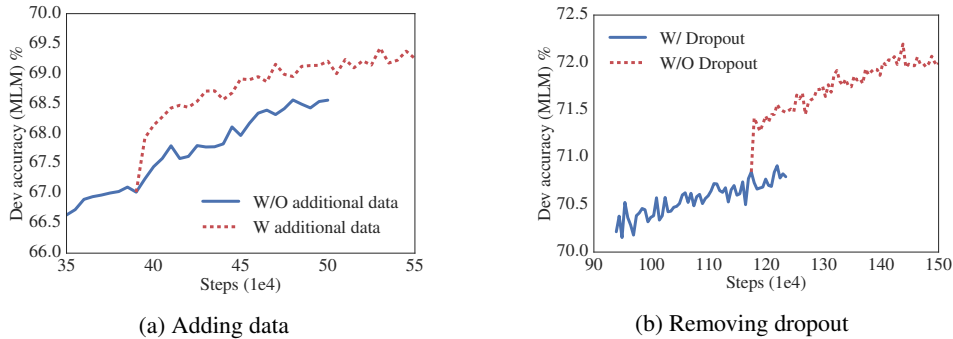 Dev accuracy (MLM) %
70.0
69.5
69.0
68.5
68.0
67.5
67.0
66.5
66.0
W/O additional data
W additional data
35 40 45 50 55
Steps (1e4)
(a) Adding data
Dev accuracy (MLM) %
72.5
72.0
71.5
71.0
70.5
70.0
W/ Dropout
W/O Dropout
90 100 110 120 130 140 150
Steps (1e4)
(b) Removing dropout